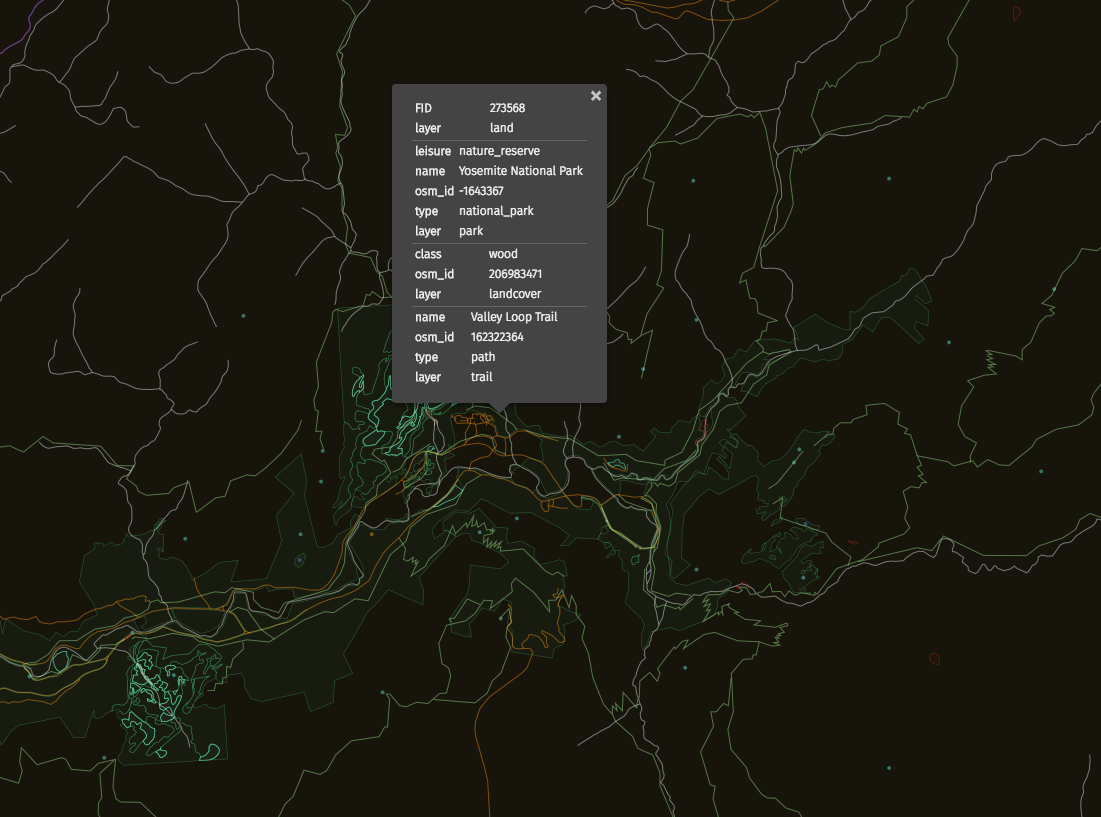 FID 273568
layer land
leisure nature_reserve
name Yosemite National Park
osm_id -1643367
type national_park
layer park
class wood
osm_id 206983471
layer landcover
name Valley Loop Trail
osm_id 162322364
type path
layer trail